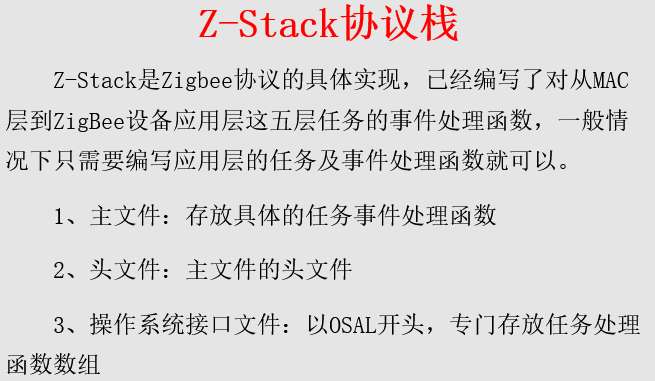 Z-Stack协议栈
Z-Stack是Zigbee协议的具体实现，已经编写了对从MAC
层到ZigBee设备应用层这五层任务的事件处理函数，一般情
况下只需要编写应用层的任务及事件处理函数就可以。
1、主文件：存放具体的任务事件处理函数
2、头文件：主文件的头文件
3、操作系统接口文件：以OSAL开头，专门存放任务处理
函数数组